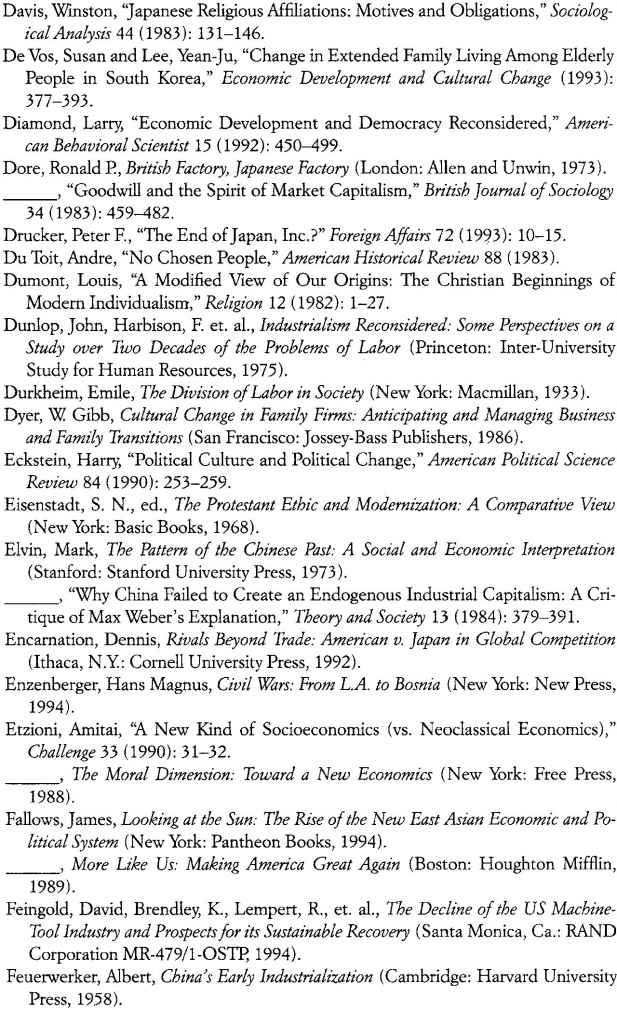 Davis, Winston, “Japanese Religious Affiliations: Motives and Obligations,” Sociolog-
ical Analysis 44 (1983): 131–146.
De Vos, Susan and Lee, Yean-Ju, “Change in Extended Family Living Among Elderly
People in South Korea,” Economic Development and Cultural Change (1993):
377–393.
Diamond, Larry, “Economic Development and Democracy Reconsidered,” Ameri-
can Behavioral Scientist 15 (1992): 450–499.
Dore, Ronald P., British Factory, Japanese Factory (London: Allen and Unwin, 1973).
______, “Goodwill and the Spirit of Market Capitalism,” British Journal of Sociology
34 (1983): 459–482.
Drucker, Peter F., “The End of Japan, Inc.?” Foreign Affairs 72 (1993): 10–15.
Du Toit, Andre, “No Chosen People,” American Historical Review 88 (1983).
Dumont, Louis, “A Modified View of Our Origins: The Christian Beginnings of
Modern Individualism,” Religion 12 (1982): 1–27.
Dunlop, John, Harbison, F. et. al., Industrialism Reconsidered: Some Perspectives on a
Study over Two Decades of the Problems of Labor (Princeton: Inter-University
Study for Human Resources, 1975).
Durkheim, Emile, The Division of Labor in Society (New York: Macmillan, 1933).
Dyer, W. Gibb, Cultural Change in Family Firms: Anticipating and Managing Business
and Family Transitions (San Francisco: Jossey-Bass Publishers, 1986).
Eckstein, Harry, “Political Culture and Political Change,” American Political Science
Review 84 (1990): 253–259.
Eisenstadt, S. N., ed., The Protestant Ethic and Modernization: A Comparative View
(New York: Basic Books, 1968).
Elvin, Mark, The Pattern of the Chinese Past: A Social and Economic Interpretation
(Stanford: Stanford University Press, 1973).
______, “Why China Failed to Create an Endogenous Industrial Capitalism: A Cri-
tique of Max Weber’s Explanation,” Theory and Society 13 (1984): 379–391.
Encarnation, Dennis, Rivals Beyond Trade: American v. Japan in Global Competition
(Ithaca, N.Y.: Cornell University Press, 1992).
Enzenberger, Hans Magnus, Civil Wars: From L.A. to Bosnia (New York: New Press,
1994).
Etzioni, Amitai, “A New Kind of Socioeconomics (vs. Neoclassical Economics),”
Challenge 33 (1990): 31–32.
______, The Moral Dimension: Toward a New Economics (New York: Free Press,
1988).
Fallows, James, Looking at the Sun: The Rise of the New East Asian Economic and Po-
litical System (New York: Pantheon Books, 1994).
______, More Like Us: Making America Great Again (Boston: Houghton Mifflin,
1989).
Feingold, David, Brendley, K., Lempert, R., et. al., The Decline of the US Machine-
Tool Industry and Prospects for its Sustainable Recovery (Santa Monica, Ca.: RAND
Corporation MR-479/1-OSTP, 1994).
Feuerwerker, Albert, China’s Early Industrialization (Cambridge: Harvard University
Press, 1958).